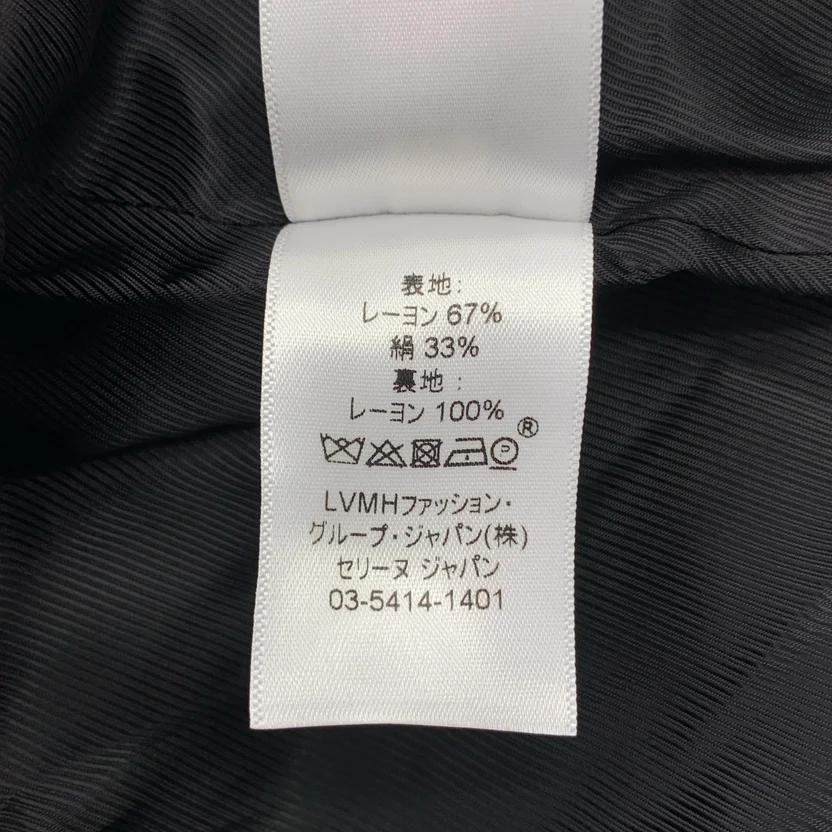 表地:
レーヨン 67%
絹 33%
裏地 :
レーヨン 100%
P ®
LVMHファッション・
グループ・ジャパン(株)
セリーヌ ジャパン
03-5414-1401